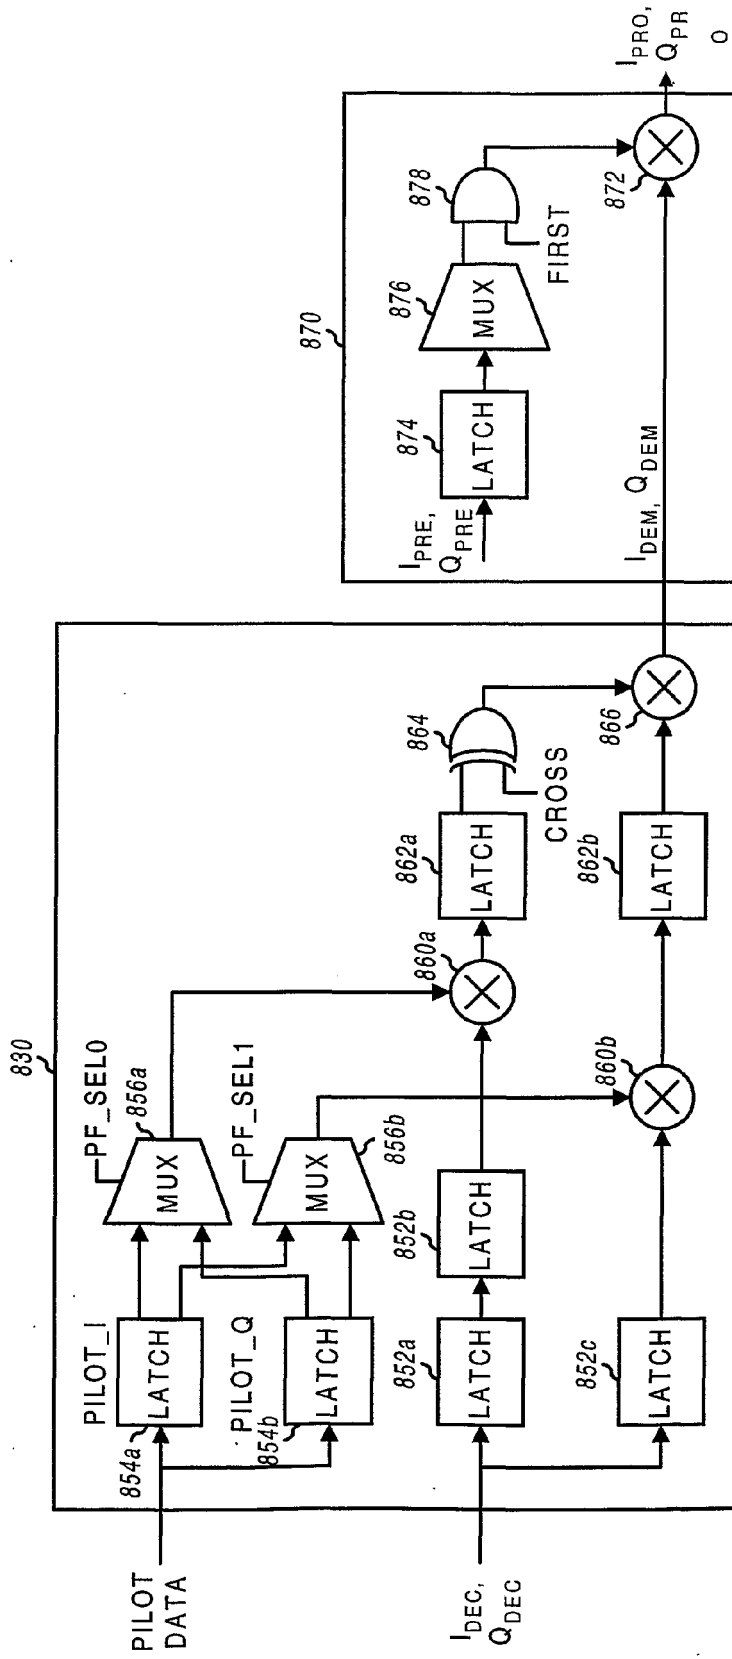 830
PILOT
DATA
854a
PILOT_I
LATCH
PILOT_Q
854b
LATCH
PF_SEL0
856a
MUX
PF_SEL1
MUX
856b
I_DEC,
Q_DEC
852a
LATCH
852b
LATCH
852c
LATCH
860a
860b
862a
LATCH
862b
LATCH
864
CROSS
866
870
I_PRE,
Q_PRE
874
LATCH
876
MUX
878
FIRST
I_DEM, Q_DEM
872
I_PRO,
Q_PR
O